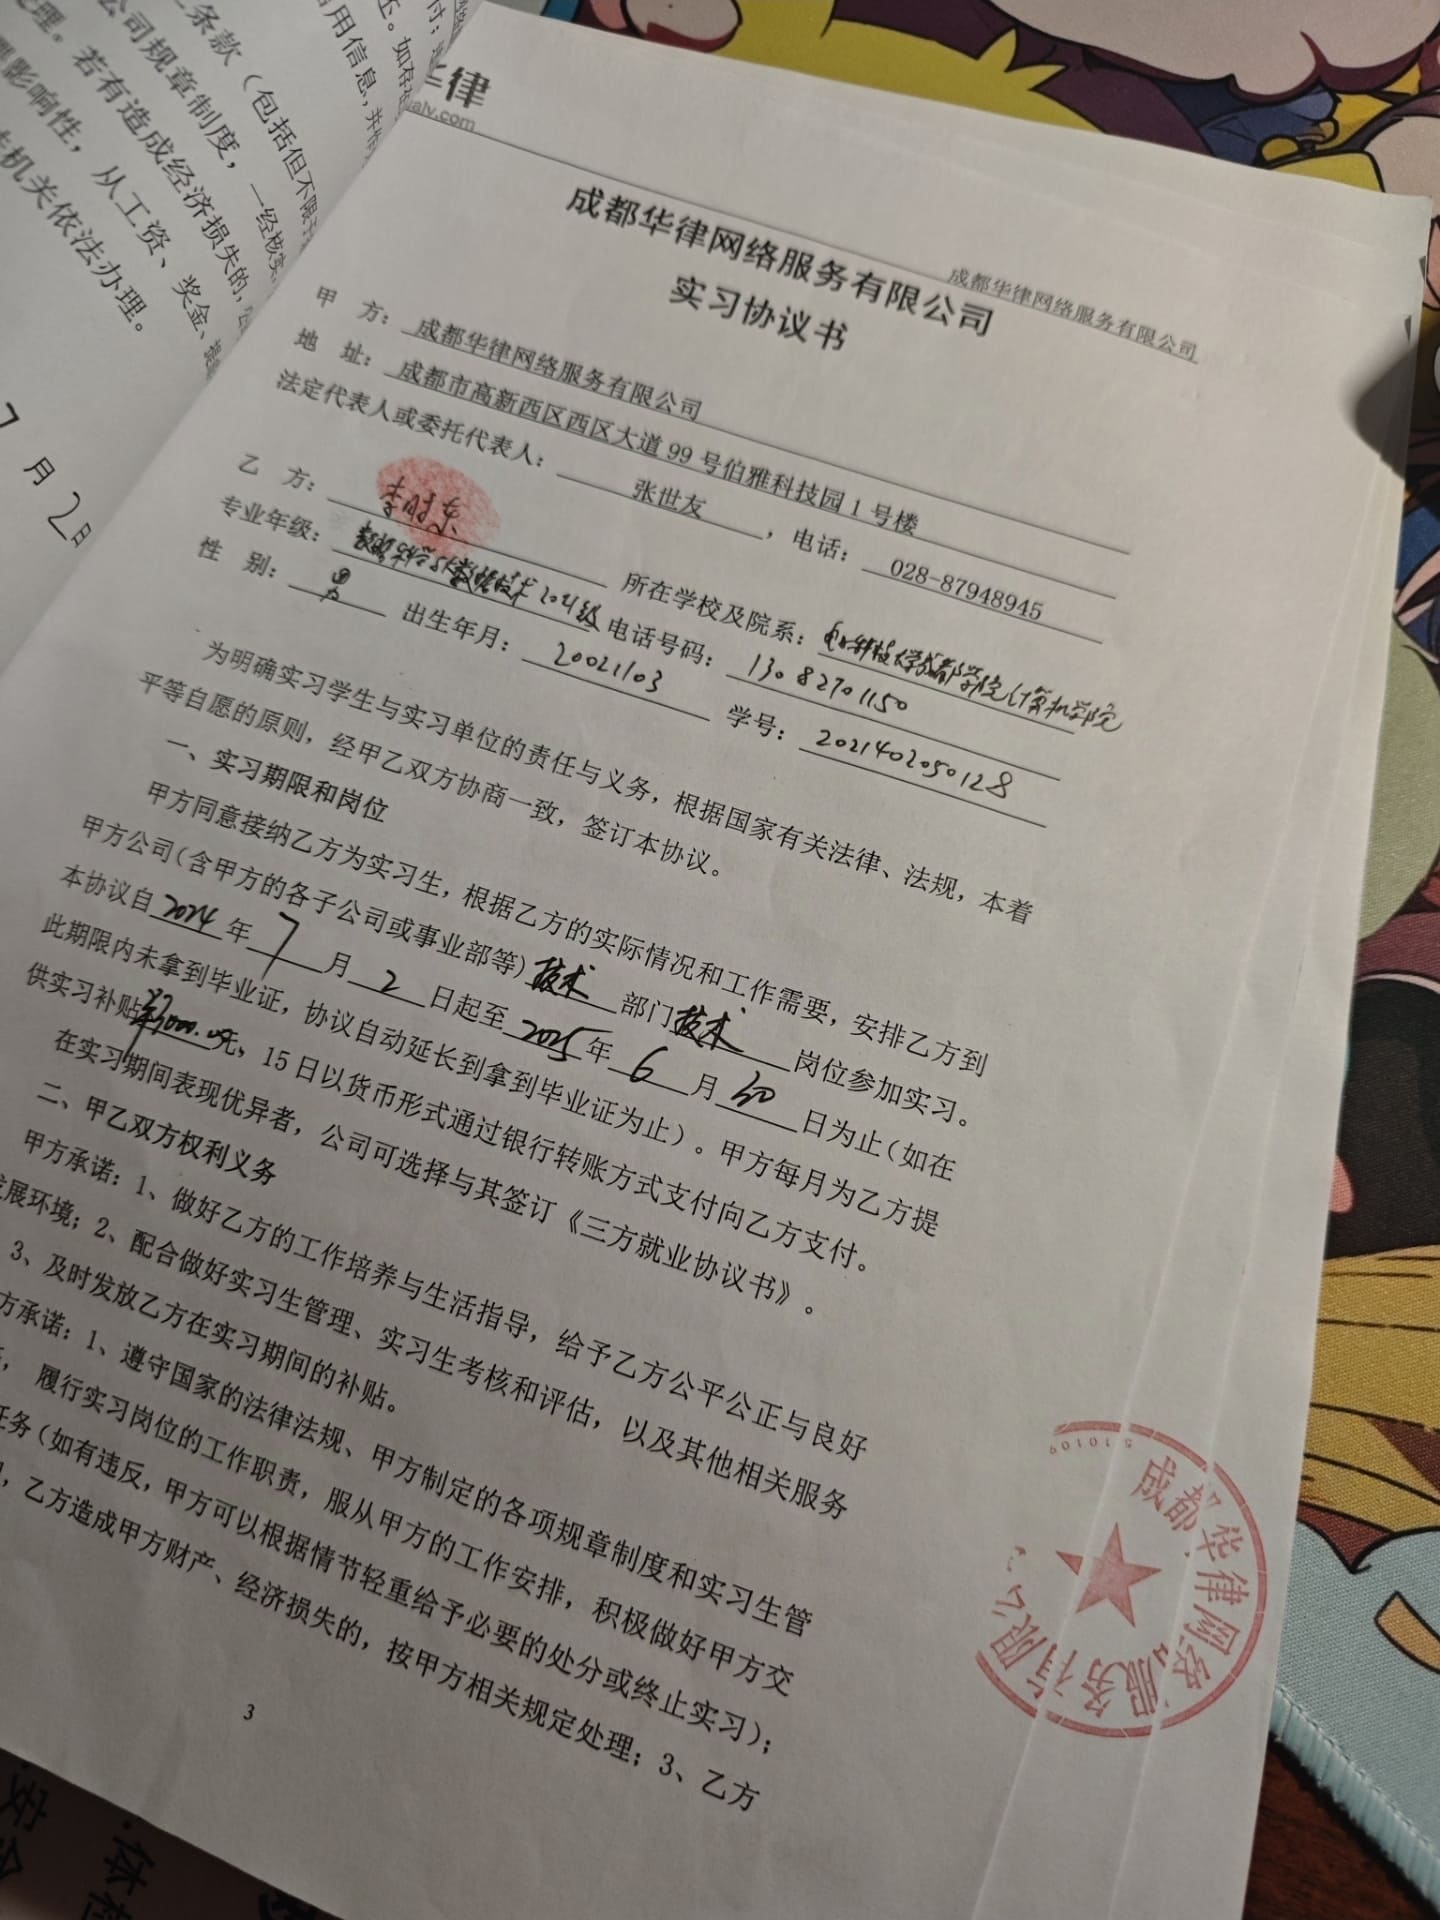 条款（包括但不限于
公司规章制度，一经核实
理。若有造成经济损失的，
影响性，从工资、奖金、
机关依法办理。
用信息，并
还。如存在
付：
7月2日
华律
成都华律网络服务有限公司
成都华律网络服务有限公司
实习协议书
甲 方：成都华律网络服务有限公司
地 址：成都市高新西区西区大道99号伯雅科技园1号楼
法定代表人或委托代表人：张世友，电话：028-87948945
乙 方：李时东 所在学校及院系：电子科技大学成都学院计算机学院
专业年级：数据科学与大数据技术2021级 电话号码：13082701150
性 别：男 出生年月：20021103 学号：2021402050128
为明确实习学生与实习单位的责任与义务，根据国家有关法律、法规，本着
平等自愿的原则，经甲乙双方协商一致，签订本协议。
一、实习期限和岗位
甲方同意接纳乙方为实习生，根据乙方的实际情况和工作需要，安排乙方到
甲方公司（含甲方的各子公司或事业部等）技术部门技术岗位参加实习。
本协议自2024年7月2日起至2025年6月30日为止（如在
此期限内未拿到毕业证，协议自动延长到拿到毕业证为止）。甲方每月为乙方提
供实习补贴 元，15日以货币形式通过银行转账方式支付向乙方支付。
在实习期间表现优异者，公司可选择与其签订《三方就业协议书》。
二、甲乙双方权利义务
甲方承诺：1、做好乙方的工作培养与生活指导，给予乙方公平公正与良好
发展环境；2、配合做好实习生管理、实习生考核和评估，以及其他相关服务
3、及时发放乙方在实习期间的补贴。
方承诺：1、遵守国家的法律法规、甲方制定的各项规章制度和实习生管
履行实习岗位的工作职责，服从甲方的工作安排，积极做好甲方交
任务（如有违反，甲方可以根据情节轻重给予必要的处分或终止实习）；
，乙方造成甲方财产、经济损失的，按甲方相关规定处理；3、乙方
3
成都华律网络服务有限公